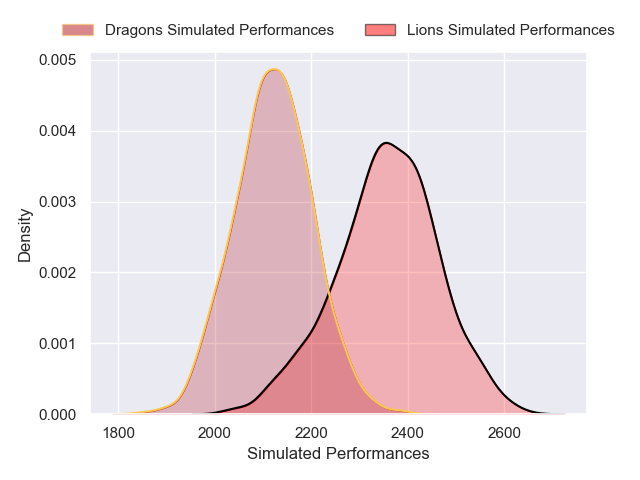 Dragons Simulated Performances Lions Simulated Performances
0.005
0.004
0.003
0.002
0.001
0.000
Density
1800 2000 2200 2400 2600
Simulated Performances